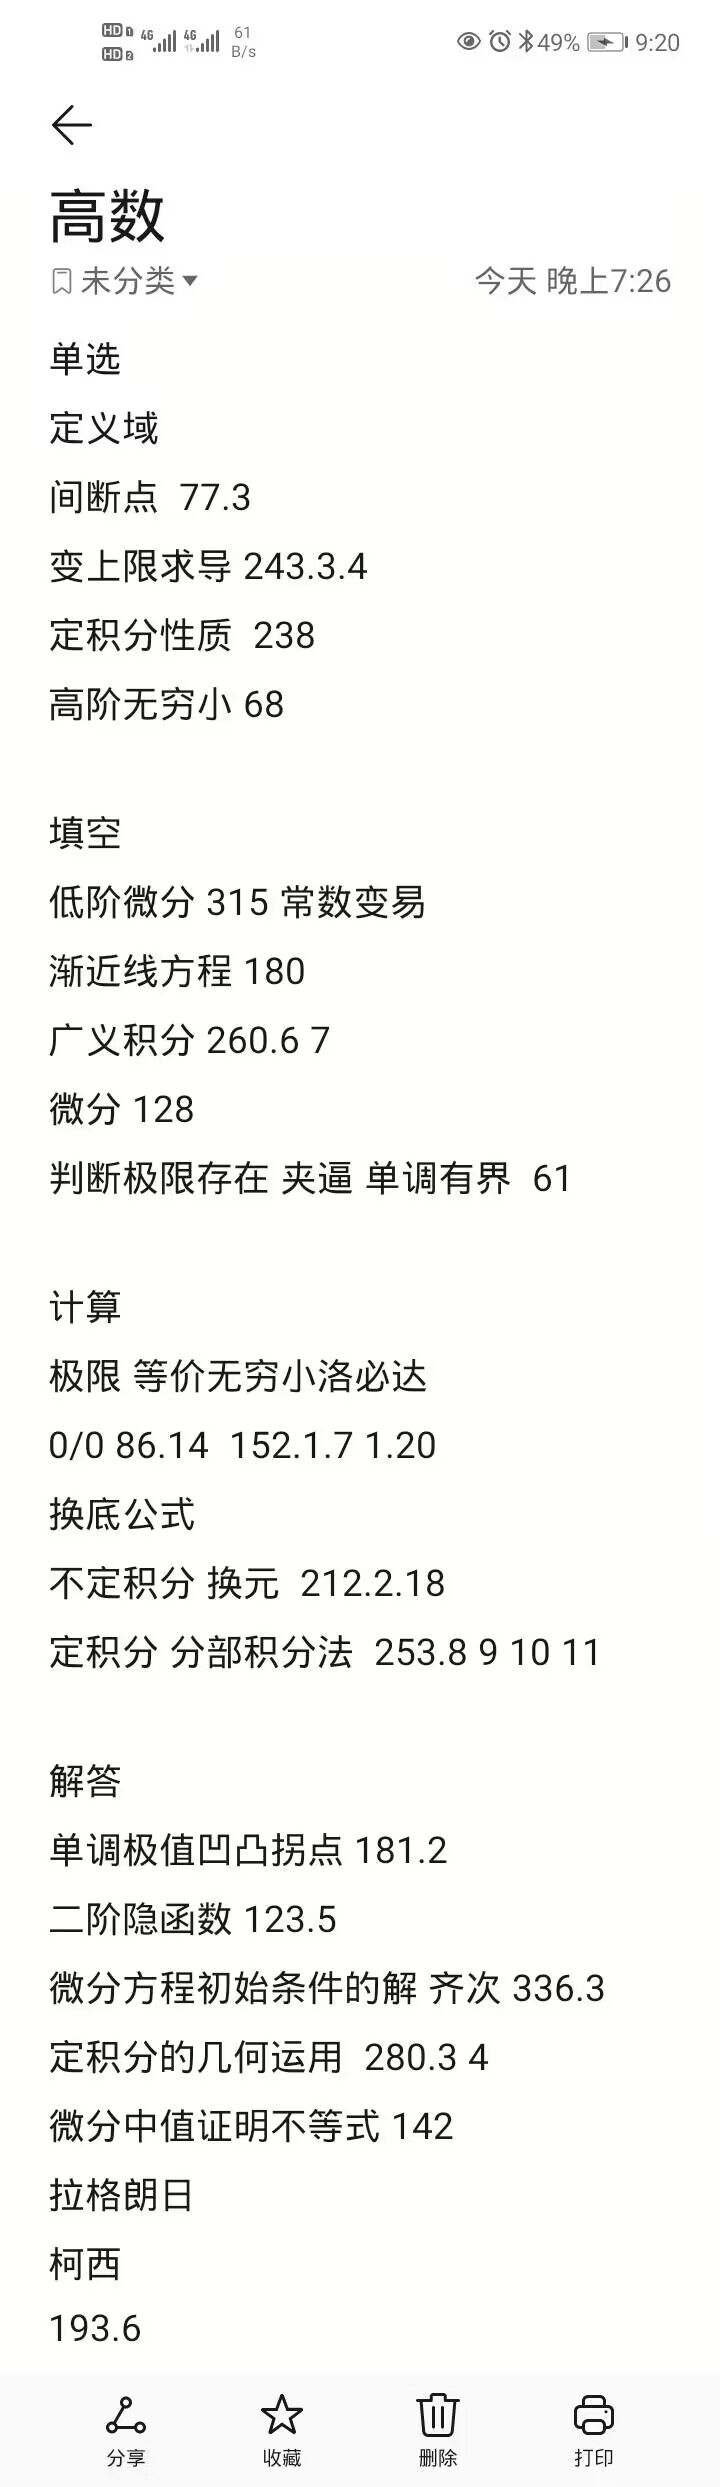 HD 1 4G 4G 61
HD 2 B/s
49% 9:20
高数
未分类 今天 晚上7:26
单选
定义域
间断点 77.3
变上限求导 243.3.4
定积分性质 238
高阶无穷小 68
填空
低阶微分 315 常数变易
渐近线方程 180
广义积分 260.6 7
微分 128
判断极限存在 夹逼 单调有界 61
计算
极限 等价无穷小洛必达
0/0 86.14 152.1.7 1.20
换底公式
不定积分 换元 212.2.18
定积分 分部积分法 253.8 9 10 11
解答
单调极值凹凸拐点 181.2
二阶隐函数 123.5
微分方程初始条件的解 齐次 336.3
定积分的几何运用 280.3 4
微分中值证明不等式 142
拉格朗日
柯西
193.6
分享 收藏 删除 打印